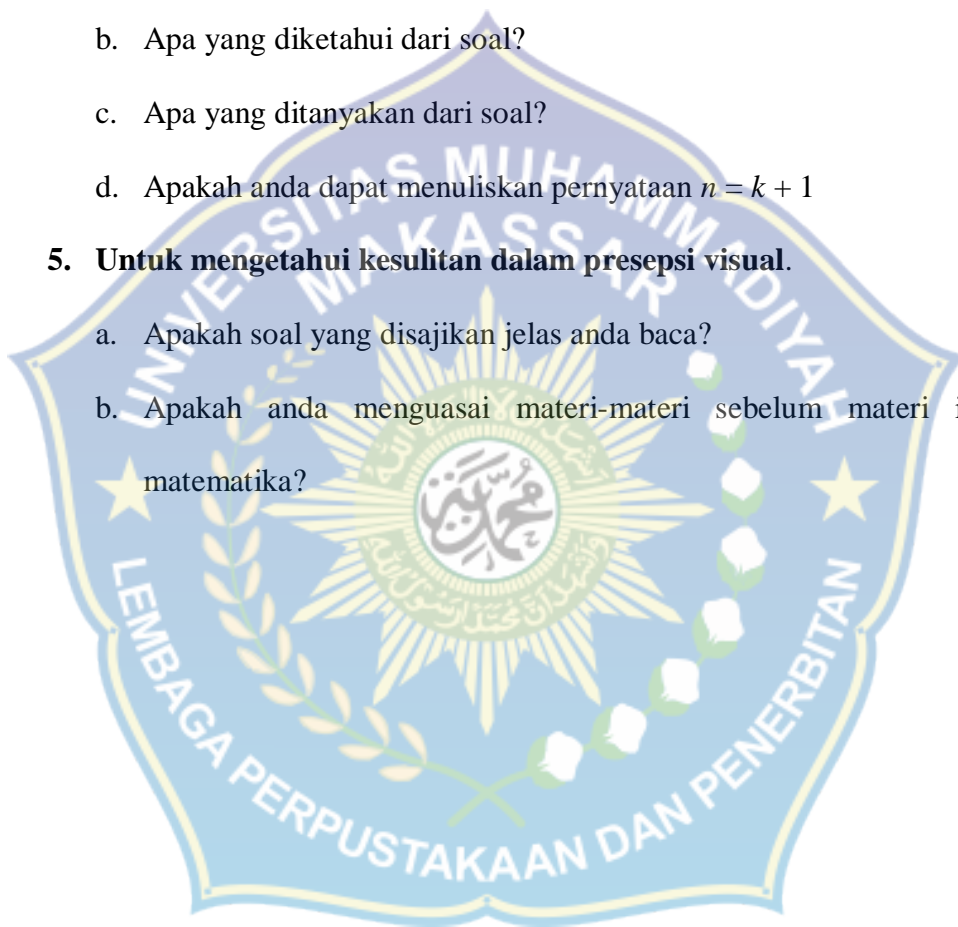 b. Apa yang diketahui dari soal?
c. Apa yang ditanyakan dari soal?
d. Apakah anda dapat menuliskan pernyataan n = k + 1
5. Untuk mengetahui kesulitan dalam presepsi visual.
a. Apakah soal yang disajikan jelas anda baca?
b. Apakah anda menguasai materi-materi sebelum materi
matematika?
UNIVERSITAS MUHAMMADIYAH
MAKASSAR
محمد
LEMBAGA PERPUSTAKAAN DAN PENERBITAN